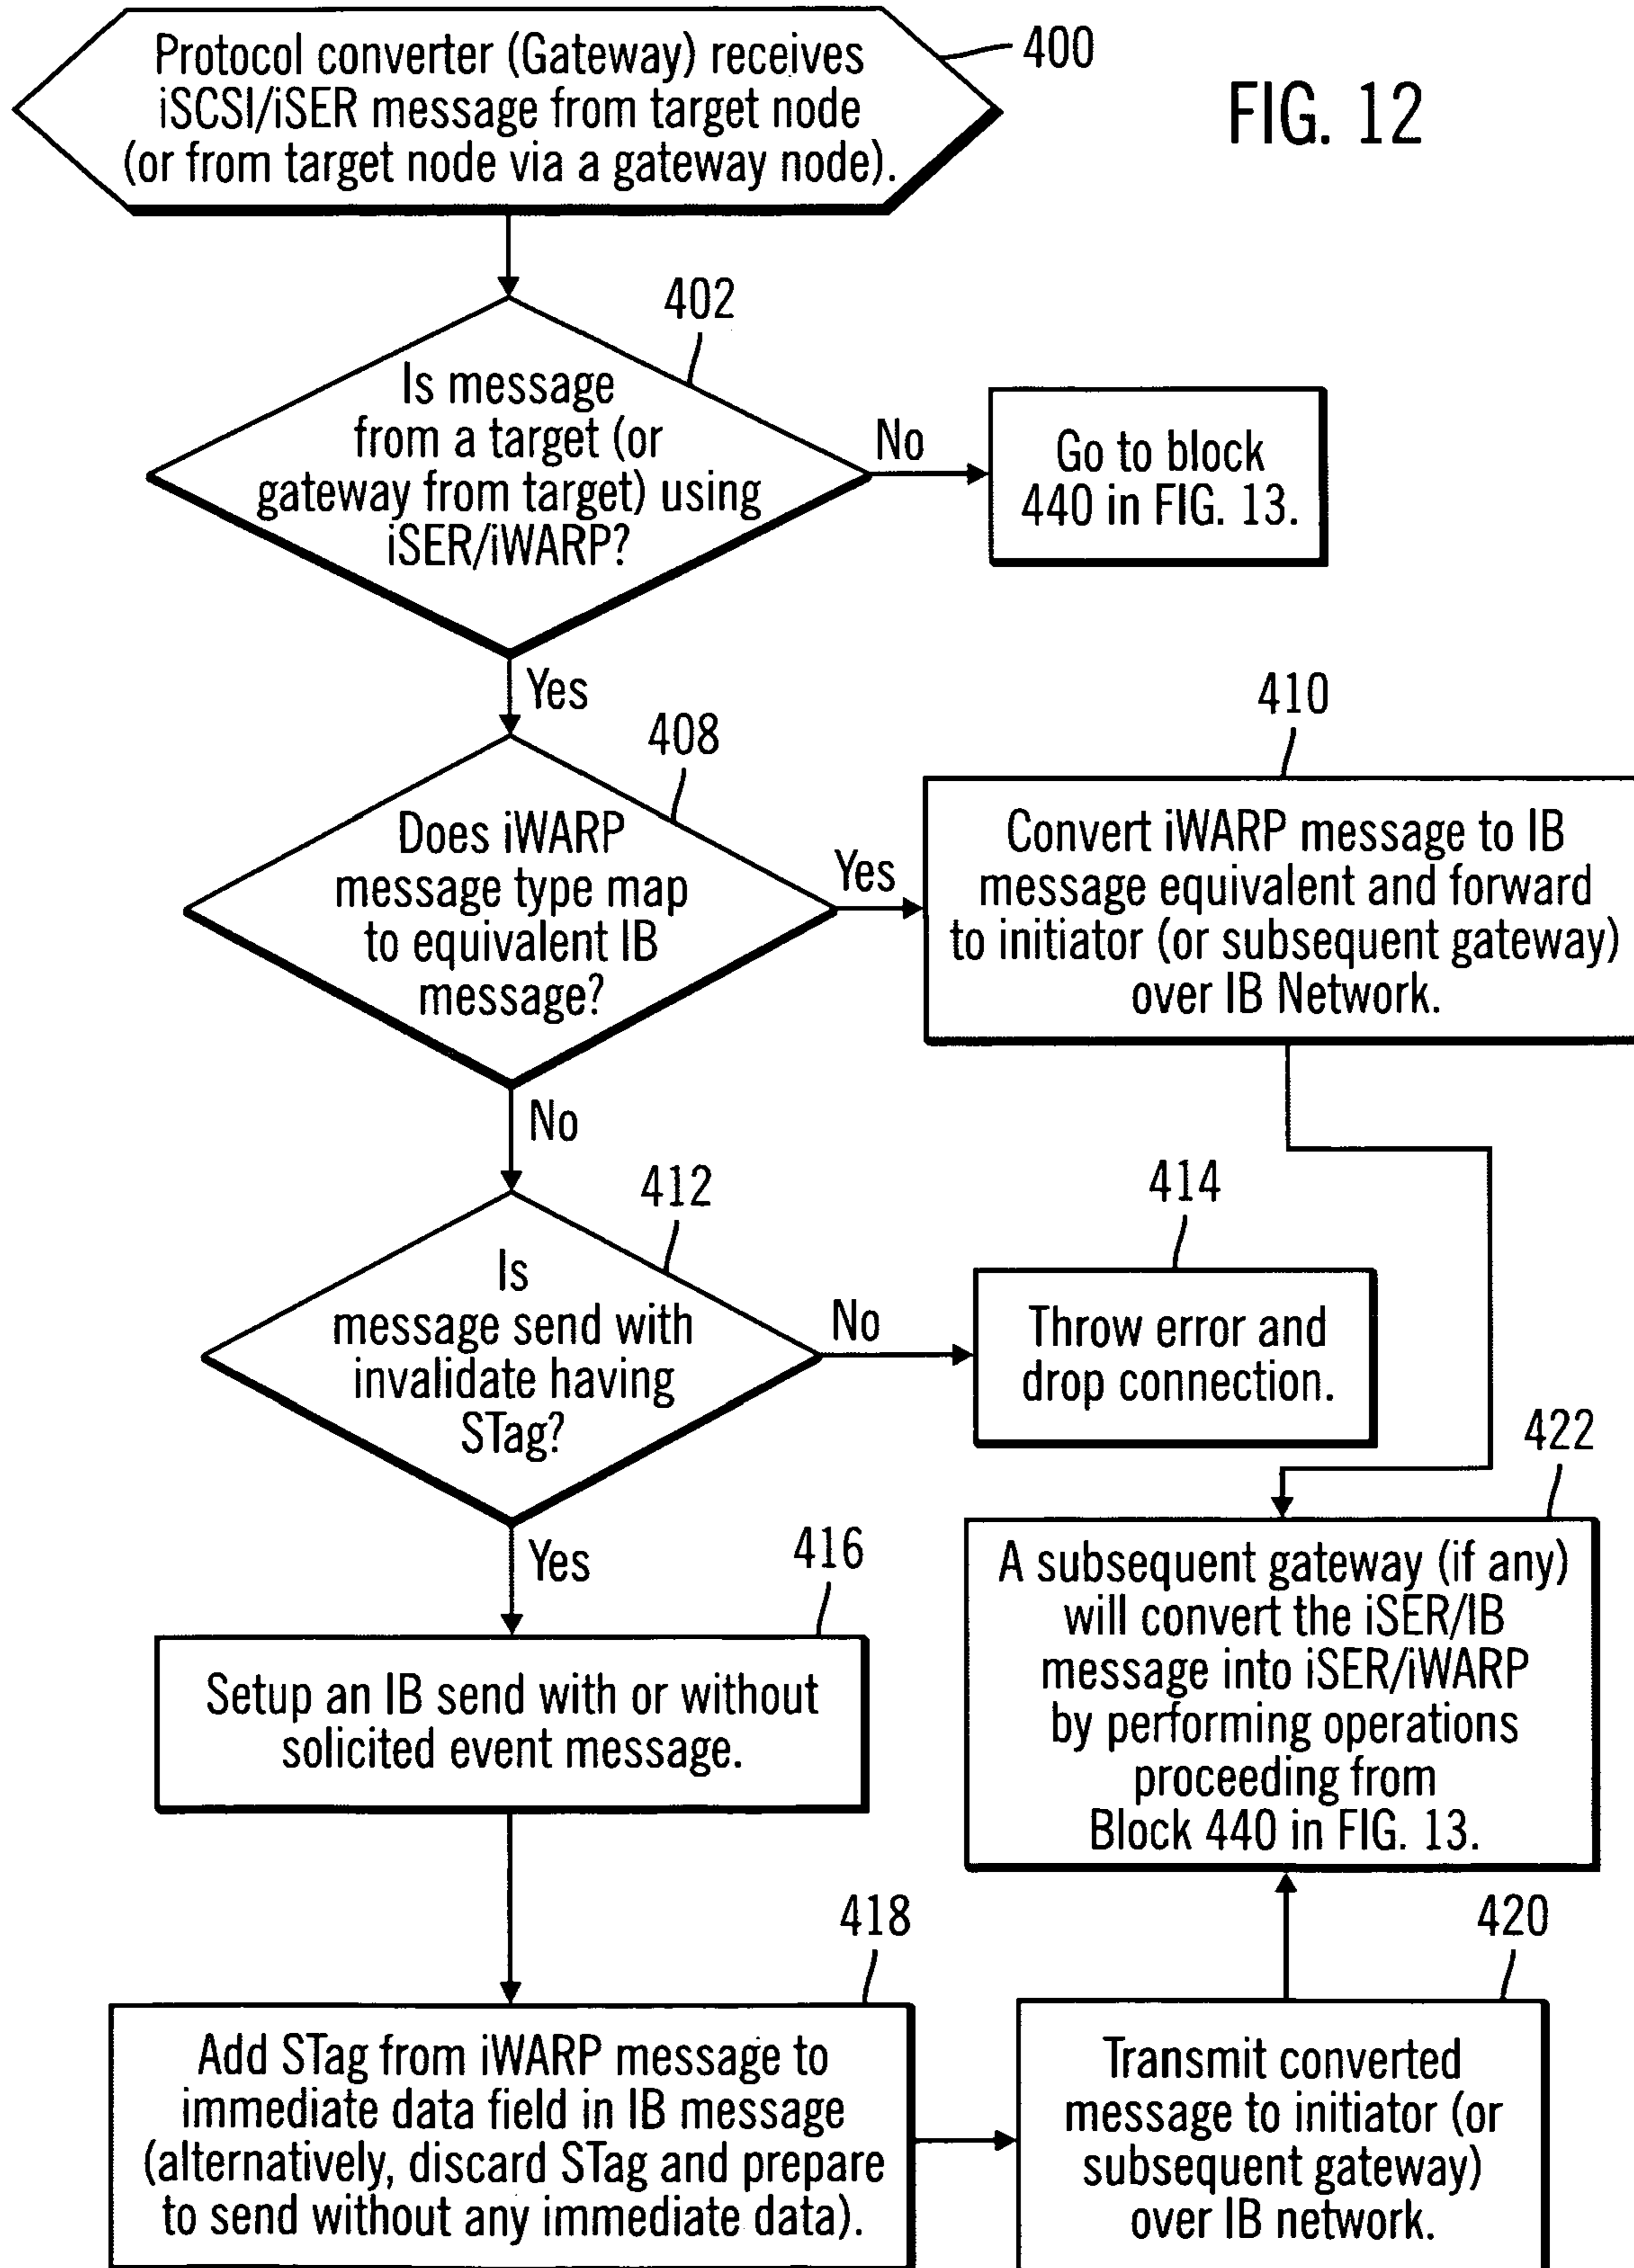 Protocol converter (Gateway) receives
iSCSI/iSER message from target node
(or from target node via a gateway node).
400
FIG. 12
402
Is message
from a target (or
gateway from target) using
iSER/iWARP?
No
Go to block
440 in FIG. 13.
Yes
408
Does iWARP
message type map
to equivalent IB
message?
Yes
410
Convert iWARP message to IB
message equivalent and forward
to initiator (or subsequent gateway)
over IB Network.
No
412
Is
message send with
invalidate having
STag?
No
414
Throw error and
drop connection.
Yes
416
Setup an IB send with or without
solicited event message.
422
A subsequent gateway (if any)
will convert the iSER/IB
message into iSER/iWARP
by performing operations
proceeding from
Block 440 in FIG. 13.
418
Add STag from iWARP message to
immediate data field in IB message
(alternatively, discard STag and prepare
to send without any immediate data).
420
Transmit converted
message to initiator (or
subsequent gateway)
over IB network.